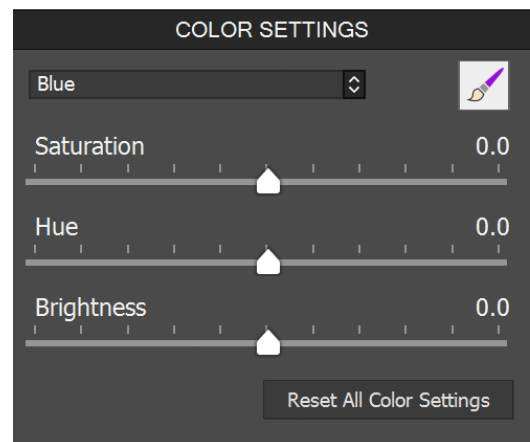 COLOR SETTINGS
Blue
Saturation 0.0
Hue 0.0
Brightness 0.0
Reset All Color Settings